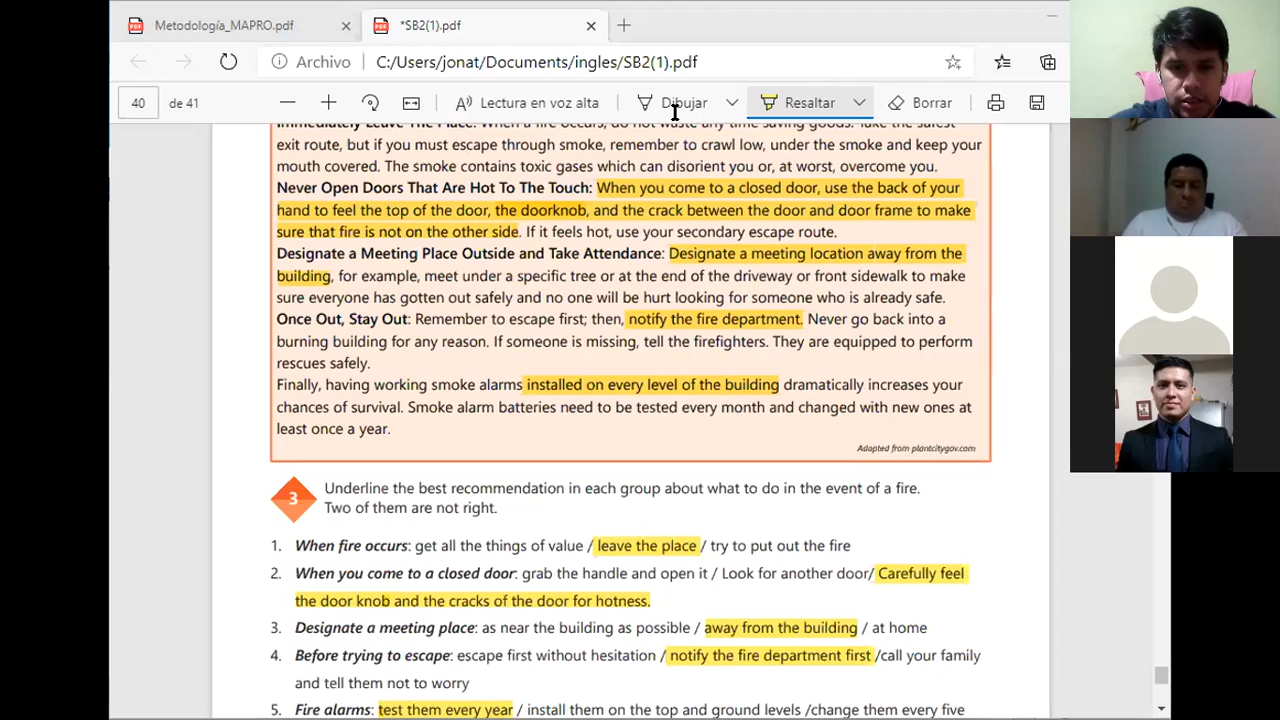 Metodología_MAPRO.pdf
*SB2(1).pdf
Archivo
C:/Users/jonat/Documents/ingles/SB2(1).pdf
40 de 41
Lectura en voz alta
Dibujar
Resaltar
Borrar
Immediately Leave The Place: When a fire occurs, do not waste any time saving goods. Take the safest
exit route, but if you must escape through smoke, remember to crawl low, under the smoke and keep your
mouth covered. The smoke contains toxic gases which can disorient you or, at worst, overcome you.
Never Open Doors That Are Hot To The Touch: When you come to a closed door, use the back of your
hand to feel the top of the door, the doorknob, and the crack between the door and door frame to make
sure that fire is not on the other side. If it feels hot, use your secondary escape route.
Designate a Meeting Place Outside and Take Attendance: Designate a meeting location away from the
building, for example, meet under a specific tree or at the end of the driveway or front sidewalk to make
sure everyone has gotten out safely and no one will be hurt looking for someone who is already safe.
Once Out, Stay Out: Remember to escape first; then, notify the fire department. Never go back into a
burning building for any reason. If someone is missing, tell the firefighters. They are equipped to perform
rescues safely.
Finally, having working smoke alarms installed on every level of the building dramatically increases your
chances of survival. Smoke alarm batteries need to be tested every month and changed with new ones at
least once a year.
Adapted from plantcitygov.com
3
Underline the best recommendation in each group about what to do in the event of a fire.
Two of them are not right.
1. When fire occurs: get all the things of value / leave the place / try to put out the fire
2. When you come to a closed door: grab the handle and open it / Look for another door/ Carefully feel
the door knob and the cracks of the door for hotness.
3. Designate a meeting place: as near the building as possible / away from the building / at home
4. Before trying to escape: escape first without hesitation / notify the fire department first /call your family
and tell them not to worry
5. Fire alarms: test them every year / install them on the top and ground levels /change them every five